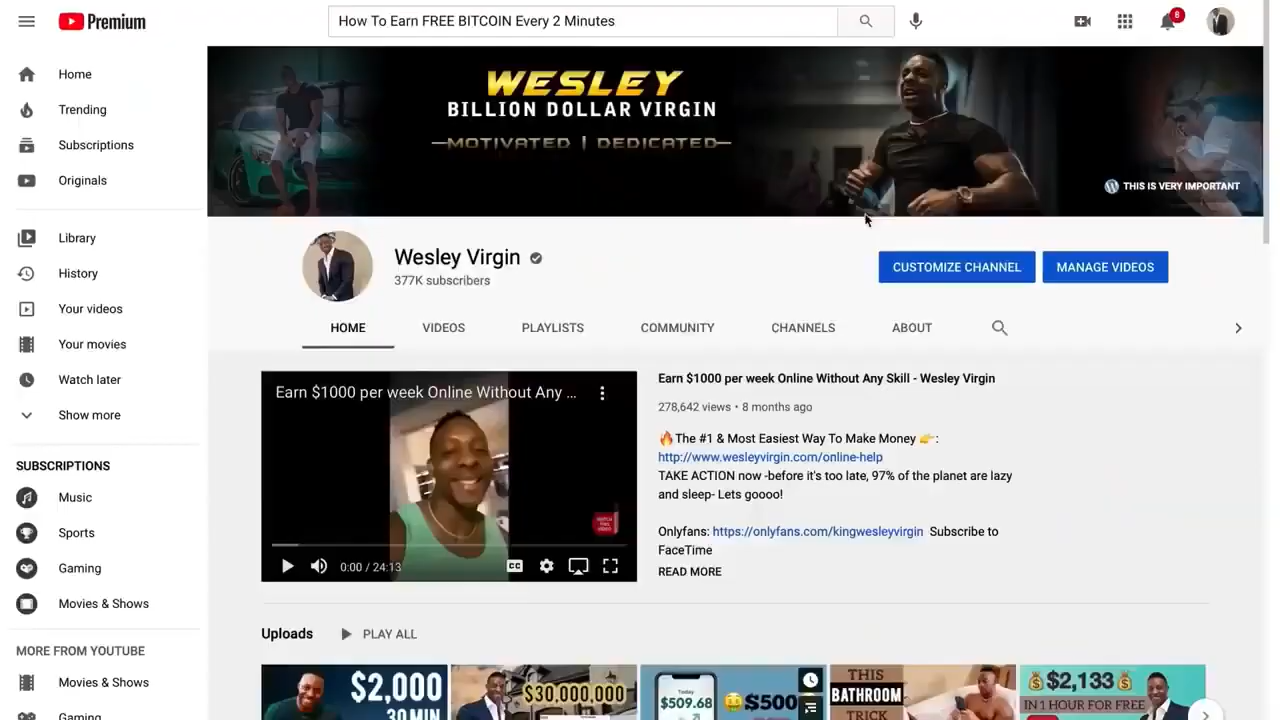 Premium
How To Earn FREE BITCOIN Every 2 Minutes
8
Home
Trending
Subscriptions
Originals
Library
History
Your videos
Your movies
Watch later
Show more
SUBSCRIPTIONS
Music
Sports
Gaming
Movies & Shows
MORE FROM YOUTUBE
Movies & Shows
Gaming
WESLEY
BILLION DOLLAR VIRGIN
MOTIVATED | DEDICATED
THIS IS VERY IMPORTANT
Wesley Virgin
377K subscribers
CUSTOMIZE CHANNEL
MANAGE VIDEOS
HOME
VIDEOS
PLAYLISTS
COMMUNITY
CHANNELS
ABOUT
Earn $1000 per week Online Without Any ...
CC
0:00 / 24:13
Earn $1000 per week Online Without Any Skill - Wesley Virgin
278,642 views • 8 months ago
🔥The #1 & Most Easiest Way To Make Money 👉:
http://www.wesleyvirgin.com/online-help
TAKE ACTION now -before it's too late, 97% of the planet are lazy
and sleep- Lets goooo!
Onlyfans: https://onlyfans.com/kingwesleyvirgin Subscribe to
FaceTime
READ MORE
Uploads
PLAY ALL
$2,000
30 MIN
$30,000,000
Today
$509.68
$500
THIS
BATHROOM
TRICK
$2,133
IN 1 HOUR FOR FREE